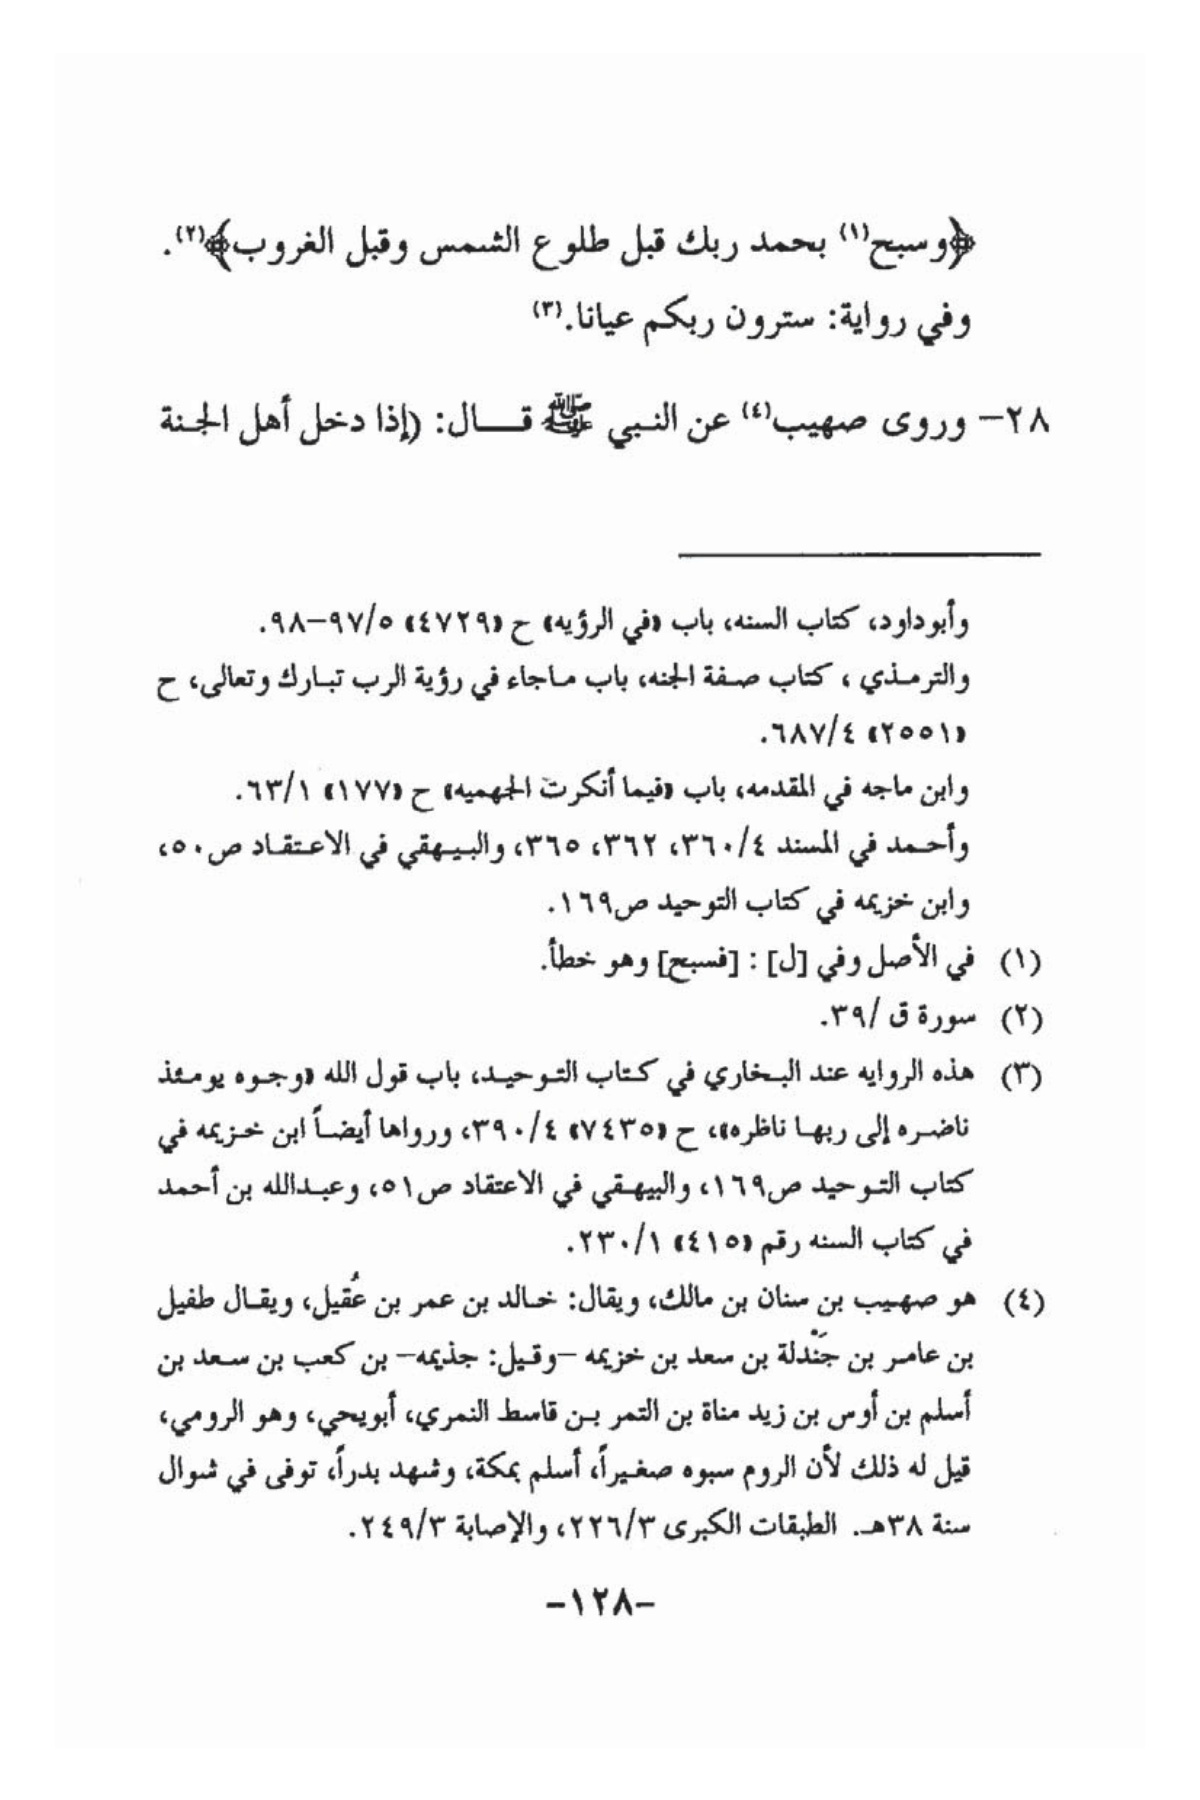 ﴿وسبح(١) بحمد ربك قبل طلوع الشمس وقبل الغروب﴾(٢).
وفي رواية: سترون ربكم عيانا.(٣)
٢٨- وروى صهيب(٤) عن النبي ﷺ قال: (إذا دخل أهل الجنة
وأبوداود، كتاب السنه، باب «في الرؤيه» ح «٤٧٢٩» ٩٧/٥-٩٨.
والترمذي ، كتاب صفة الجنه، باب ماجاء في رؤية الرب تبارك وتعالى، ح
«٢٥٥١» ٦٨٧/٤.
وابن ماجه في المقدمه، باب «فيما أنكرت الجهميه» ح «١٧٧» ٦٣/١.
وأحمد في المسند ٣٦٠/٤، ٣٦٢، ٣٦٥، والبيهقي في الاعتقاد ص٥٠،
وابن خزيمه في كتاب التوحيد ص١٦٩.
(١) في الأصل وفي [ل] : [فسبح] وهو خطأ.
(٢) سورة ق /٣٩.
(٣) هذه الروايه عند البخاري في كتاب التوحيد، باب قول الله «وجوه يومئذ
ناضره إلى ربها ناظره»، ح «٧٤٣٥» ٣٩٠/٤، ورواها أيضاً ابن خزيمه في
كتاب التوحيد ص١٦٩، والبيهقي في الاعتقاد ص٥١، وعبدالله بن أحمد
في كتاب السنه رقم «٤١٥» ٢٣٠/١.
(٤) هو صهيب بن سنان بن مالك، ويقال: خالد بن عمر بن عُقيل، ويقال طفيل
بن عامر بن جَنْدلة بن سعد بن خزيمه -وقيل: جذيمه- بن كعب بن سعد بن
أسلم بن أوس بن زيد مناة بن التمر بن قاسط النمري، أبويحي، وهو الرومي،
قيل له ذلك لأن الروم سبوه صغيراً، أسلم بمكة، وشهد بدراً، توفى في شوال
سنة ٣٨هـ. الطبقات الكبرى ٢٢٦/٣، والإصابة ٢٤٩/٣.
-١٢٨-